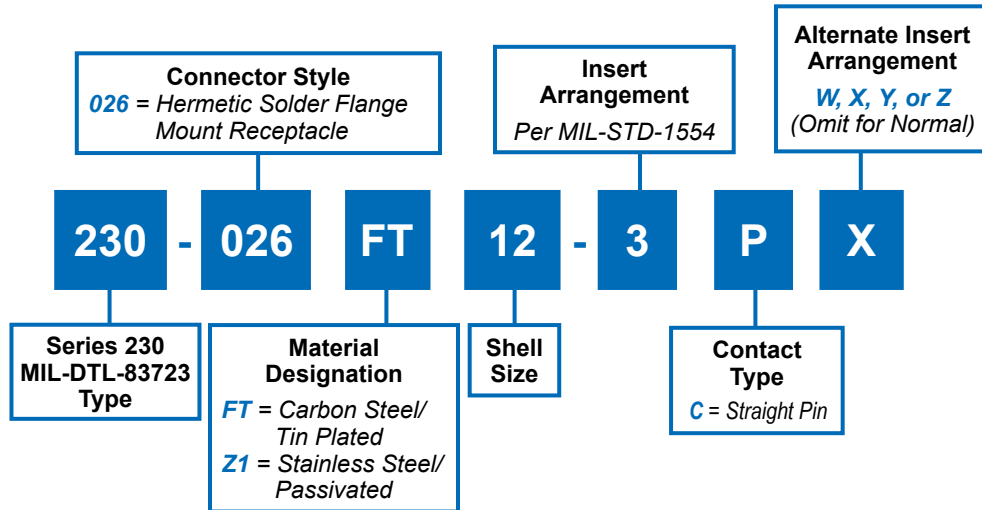 Connector Style
026 = Hermetic Solder Flange
Mount Receptacle
Insert
Arrangement
Per MIL-STD-1554
Alternate Insert
Arrangement
W, X, Y, or Z
(Omit for Normal)
230 - 026 FT 12 - 3 P X
Series 230
MIL-DTL-83723
Type
Material
Designation
FT = Carbon Steel/
Tin Plated
Z1 = Stainless Steel/
Passivated
Shell
Size
Contact
Type
C = Straight Pin